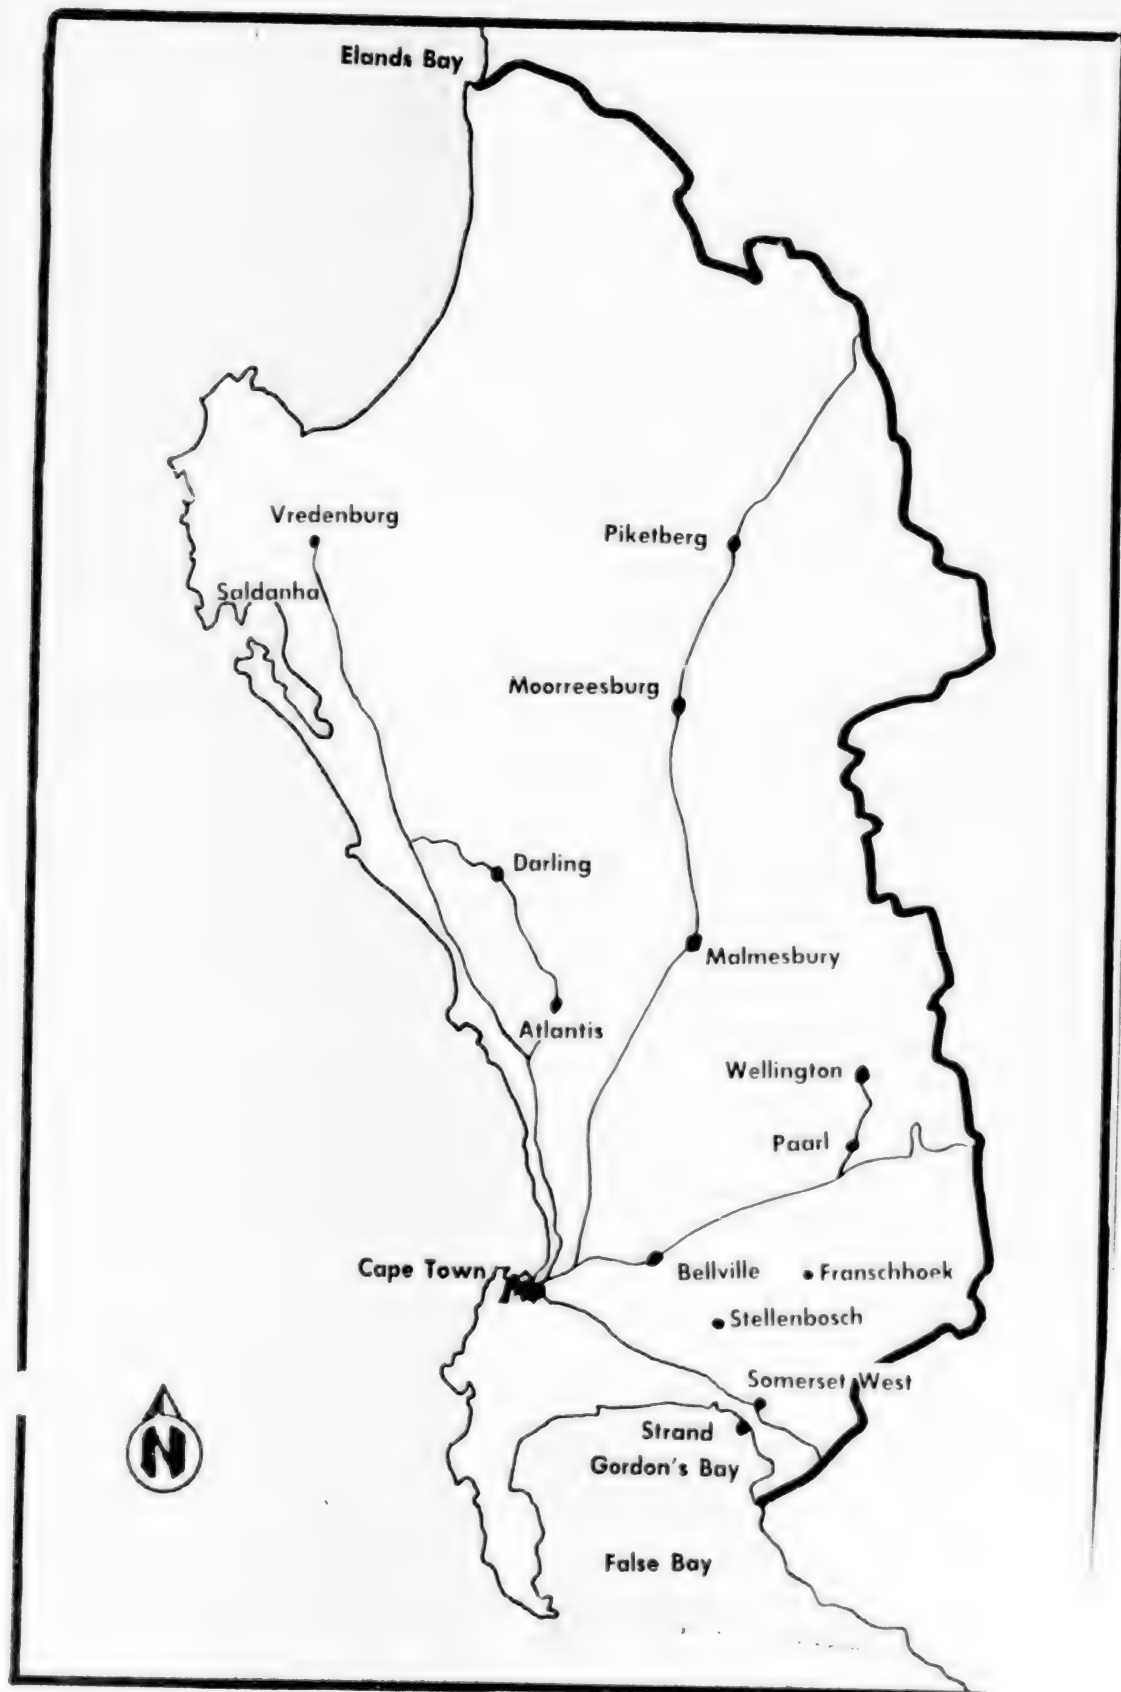 Elands Bay
Vredenburg
Piketberg
Saldanha
Moorreesburg
Darling
Malmesbury
Atlantis
Wellington
Paarl
Cape Town
Bellville
Franschhoek
Stellenbosch
Somerset West
Strand
Gordon's Bay
N
False Bay